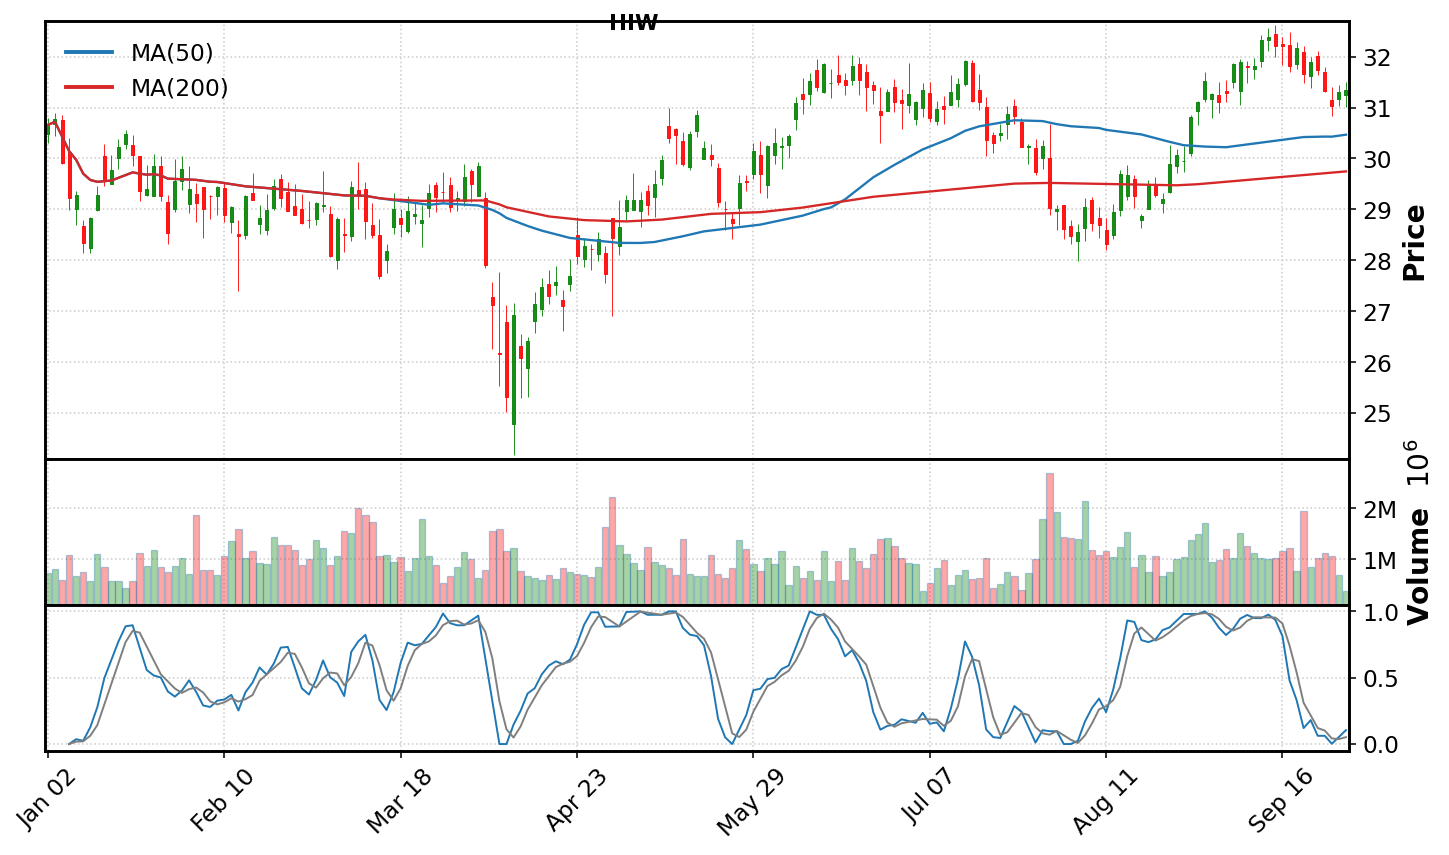 HIW
MA(50)
MA(200)
32
31
30
29
28
27
26
25
Price
2M
1M
Volume 10^6
1.0
0.5
0.0
Jan 02
Feb 10
Mar 18
Apr 23
May 29
Jul 07
Aug 11
Sep 16